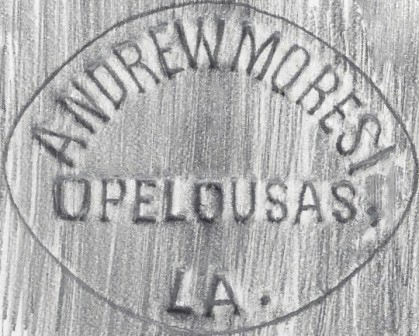 ANDREW MORESI
OPELOUSAS,
LA.